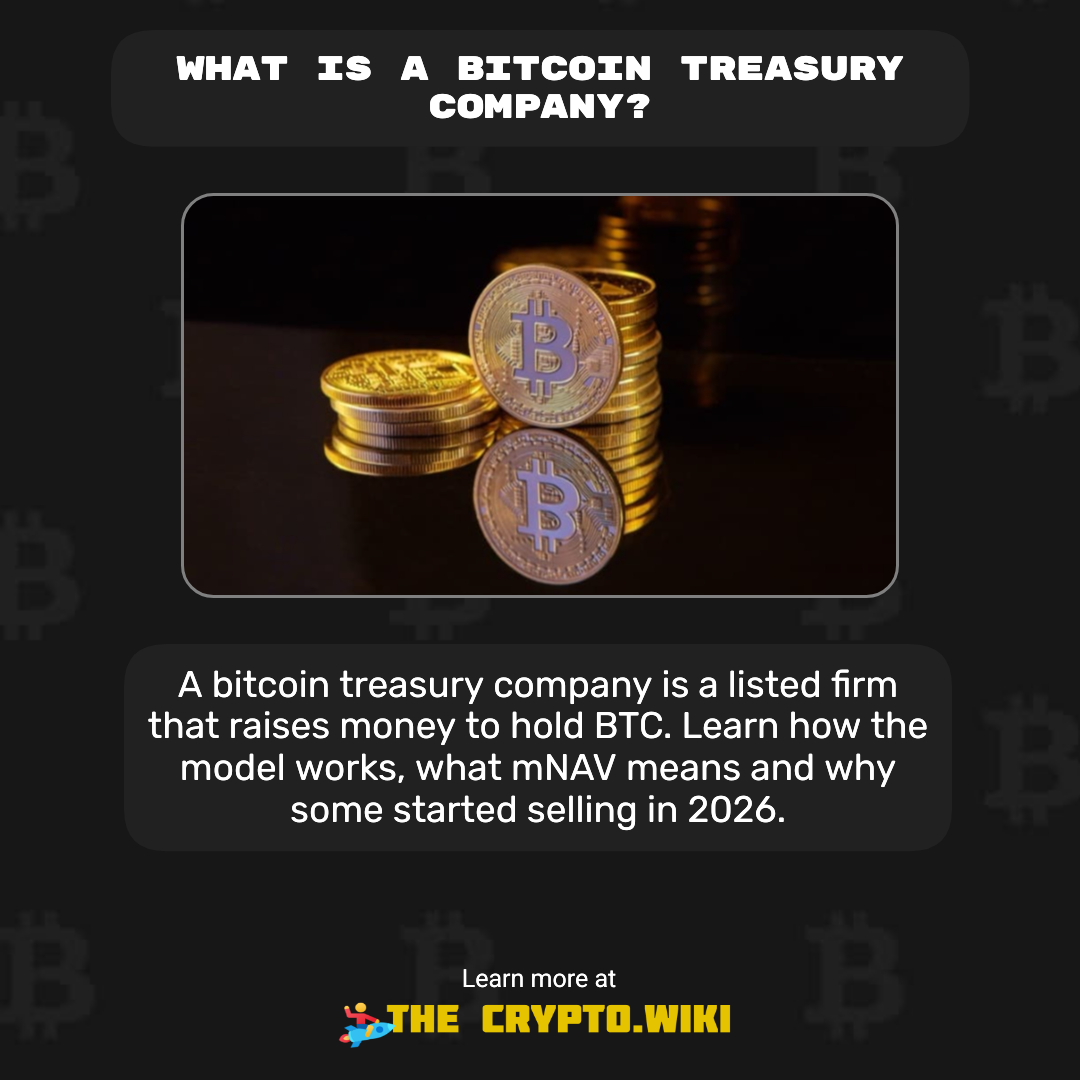 WHAT IS A BITCOIN TREASURY
COMPANY?
A bitcoin treasury company is a listed firm
that raises money to hold BTC. Learn how the
model works, what mNAV means and why
some started selling in 2026.
Learn more at
THE CRYPTO.WIKI